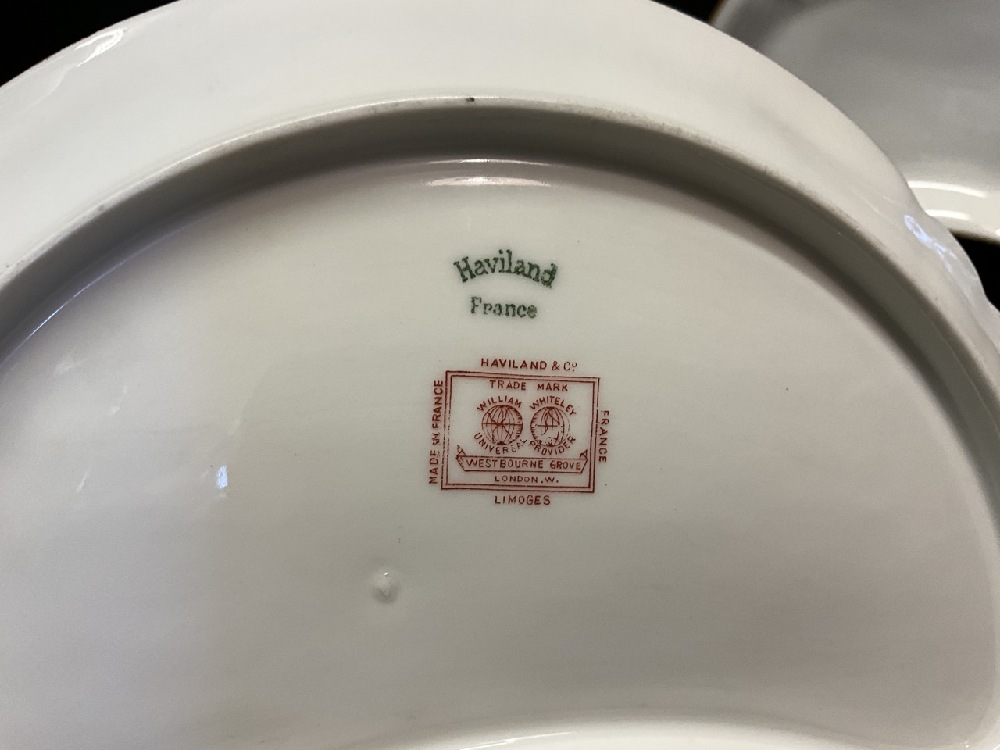 Haviland
France
HAVILAND & Co
TRADE MARK
WILLIAM WHITELEY
UNIVERSAL PROVIDER
WESTBOURNE GROVE
LONDON. W.
MADE IN FRANCE
FRANCE
LIMOGES